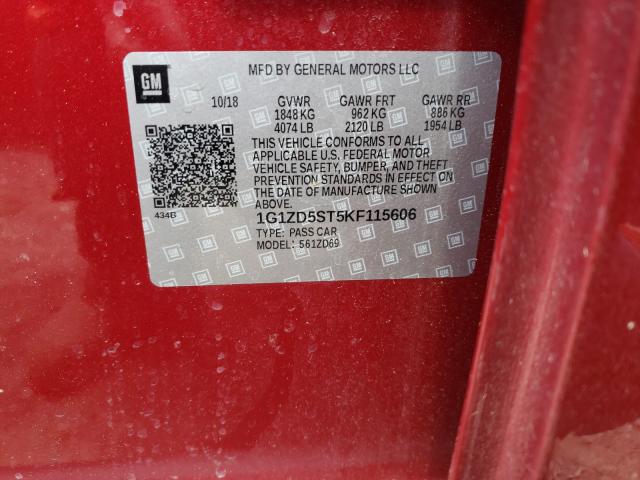 GM MFD BY GENERAL MOTORS LLC
10/18 GVWR GAWR FRT GAWR RR
1848 KG 962 KG 886 KG
4074 LB 2120 LB 1954 LB
THIS VEHICLE CONFORMS TO ALL
APPLICABLE U.S. FEDERAL MOTOR
VEHICLE SAFETY, BUMPER, AND THEFT
PREVENTION STANDARDS IN EFFECT ON
THE DATE OF MANUFACTURE SHOWN
ABOVE.
434B 1G1ZD5ST5KF115606
TYPE: PASS CAR
MODEL: 561ZD69